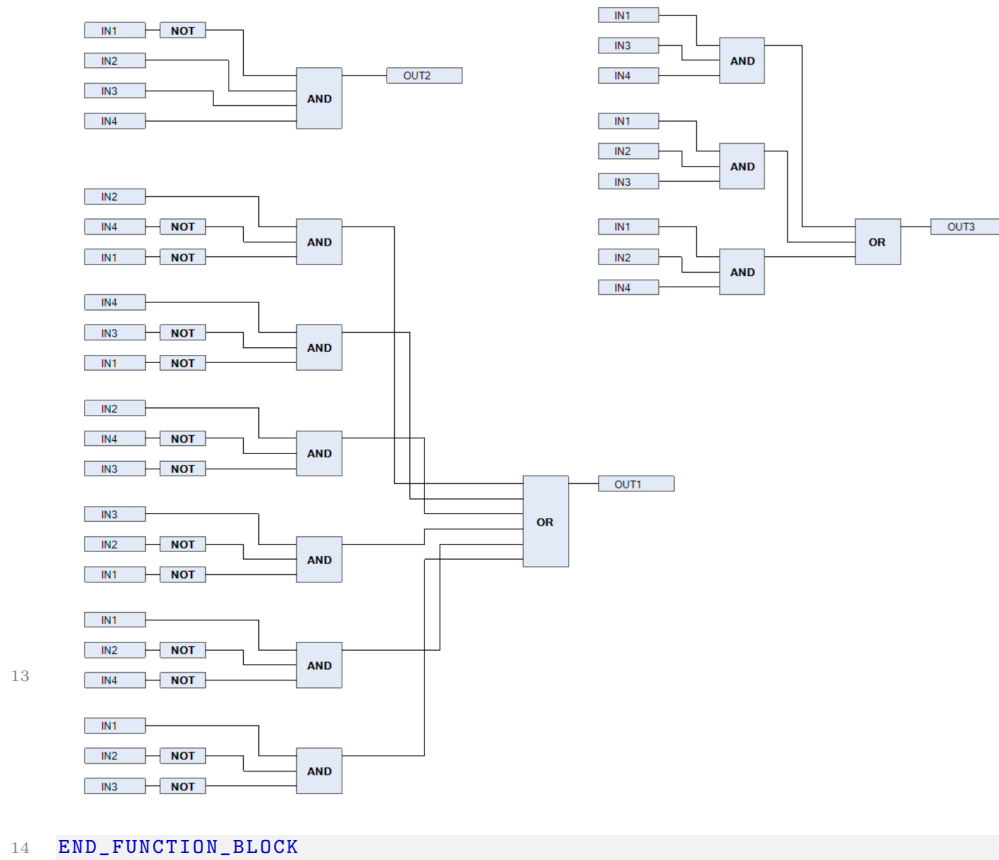 IN1 NOT
IN2
IN3
IN4
AND
OUT2
IN1
IN3
IN4
AND
IN1
IN2
IN3
AND
IN1
IN2
IN4
AND
OR
OUT3
IN2
IN4 NOT
IN1 NOT
AND
IN4
IN3 NOT
IN1 NOT
AND
IN2
IN4 NOT
IN3 NOT
AND
IN3
IN2 NOT
IN1 NOT
AND
IN1
IN2 NOT
IN4 NOT
AND
IN1
IN2 NOT
IN3 NOT
AND
OR
OUT1
13
14 END_FUNCTION_BLOCK